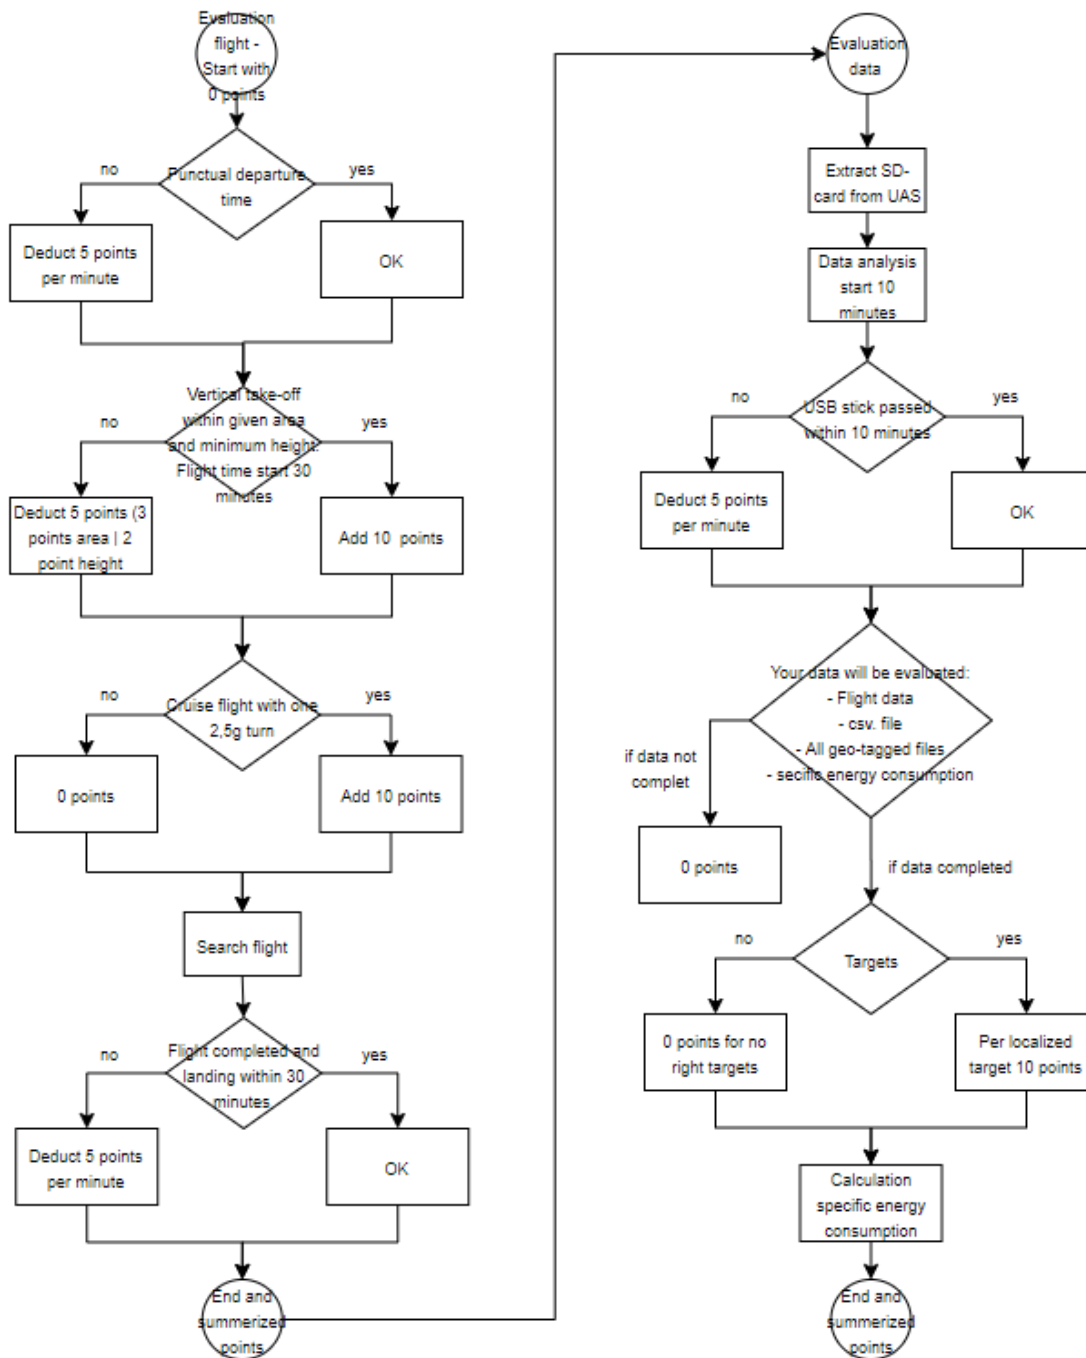 Evaluation
flight -
Start with
0 points
no
Punctual departure
time
yes
Deduct 5 points
per minute
OK
Vertical take-off
within given area
and minimum height.
Flight time start 30
minutes
no
yes
Deduct 5 points (3
points area | 2
point height
Add 10 points
no
Cruise flight with one
2,5g turn
yes
0 points
Add 10 points
Search flight
no
Flight completed and
landing within 30
minutes
yes
Deduct 5 points
per minute
OK
End and
summerized
points
Evaluation
data
Extract SD-
card from UAS
Data analysis
start 10
minutes
no
USB stick passed
within 10 minutes
yes
Deduct 5 points
per minute
OK
Your data will be evaluated:
- Flight data
- csv. file
- All geo-tagged files
- secific energy consumption
if data not
complet
0 points
if data completed
no
Targets
yes
0 points for no
right targets
Per localized
target 10 points
Calculation
specific energy
consumption
End and
summerized
points